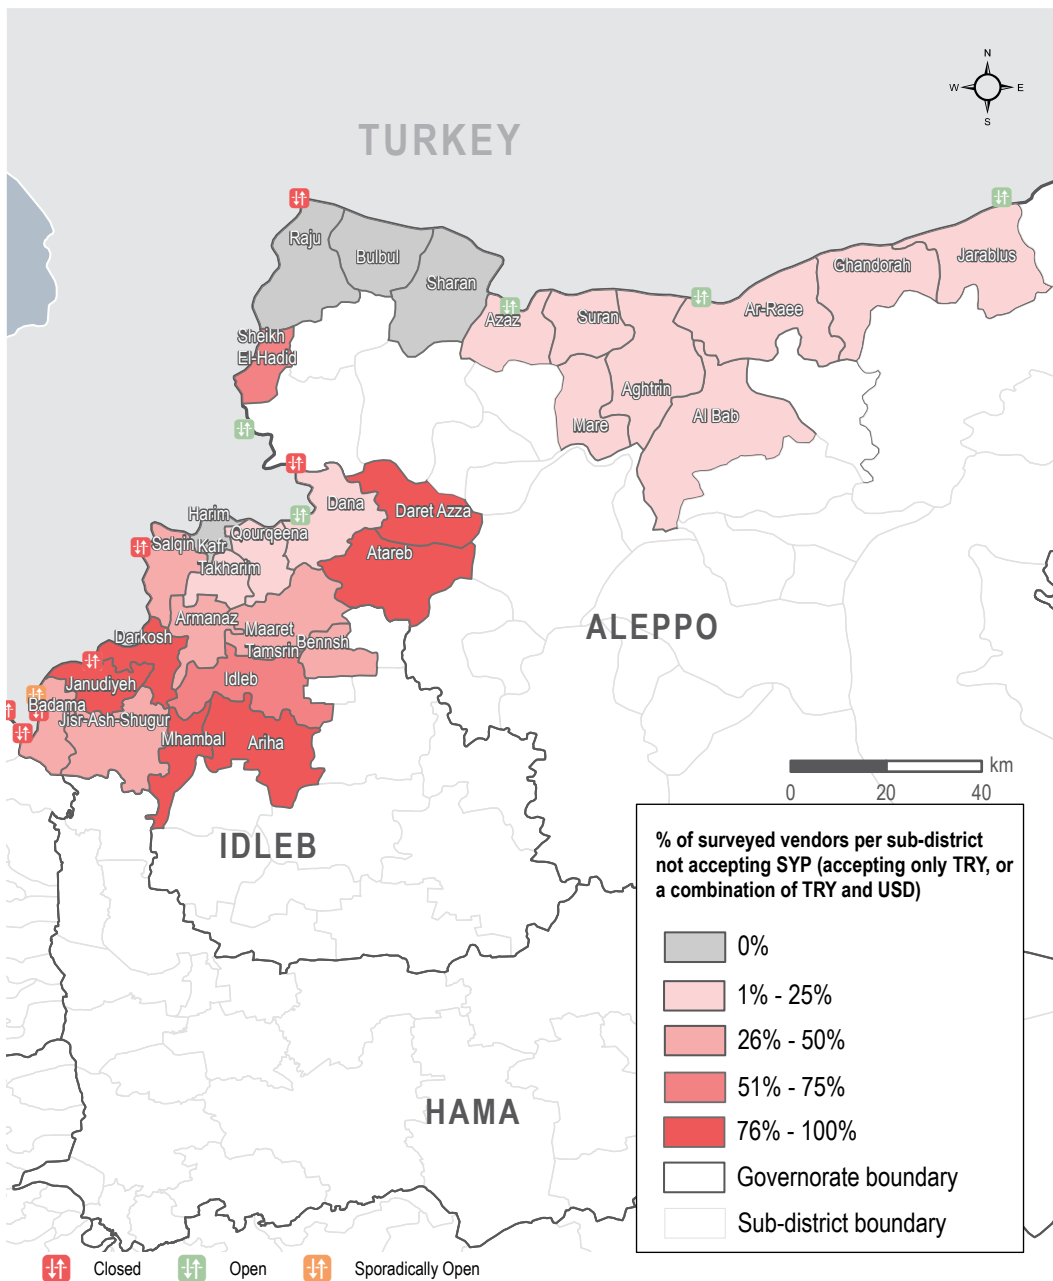 N
W E
S
TURKEY
Raju
Bulbul
Sharan
Jarablus
Ghandorah
Ar-Raee
Azaz
Suran
Sheikh
El-Hadid
Aghtrin
Al Bab
Mare
Dana
Daret Azza
Harim
Qourqeena
Salqin
Kafr
Takharim
Atareb
Armanaz
Maaret
Tamsrin
Bennsh
ALEPPO
Darkosh
Janudiyeh
Idleb
Badama
Jisr-Ash-Shugur
Mhambal
Ariha
km
0 20 40
IDLEB
% of surveyed vendors per sub-district
not accepting SYP (accepting only TRY, or
a combination of TRY and USD)
0%
1% - 25%
26% - 50%
51% - 75%
76% - 100%
Governorate boundary
Sub-district boundary
HAMA
Closed Open Sporadically Open